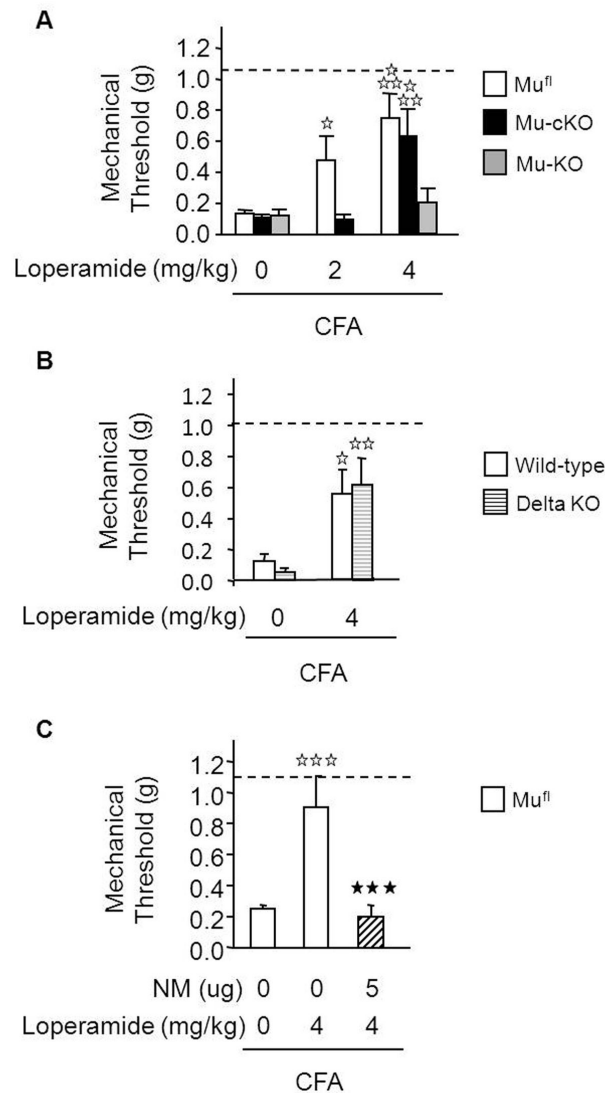 A
Mechanical
Threshold (g)
1.2
1.0
0.8
0.6
0.4
0.2
0.0
☆
☆
☆☆
☆
☆☆
Mu^fl
Mu-cKO
Mu-KO
Loperamide (mg/kg) 0 2 4
CFA
B
Mechanical
Threshold (g)
1.2
1.0
0.8
0.6
0.4
0.2
0.0
☆ ☆☆
Wild-type
Delta KO
Loperamide (mg/kg) 0 4
CFA
C
Mechanical
Threshold (g)
1.2
1.0
0.8
0.6
0.4
0.2
0.0
☆☆☆
★★★
Mu^fl
NM (ug) 0 0 5
Loperamide (mg/kg) 0 4 4
CFA